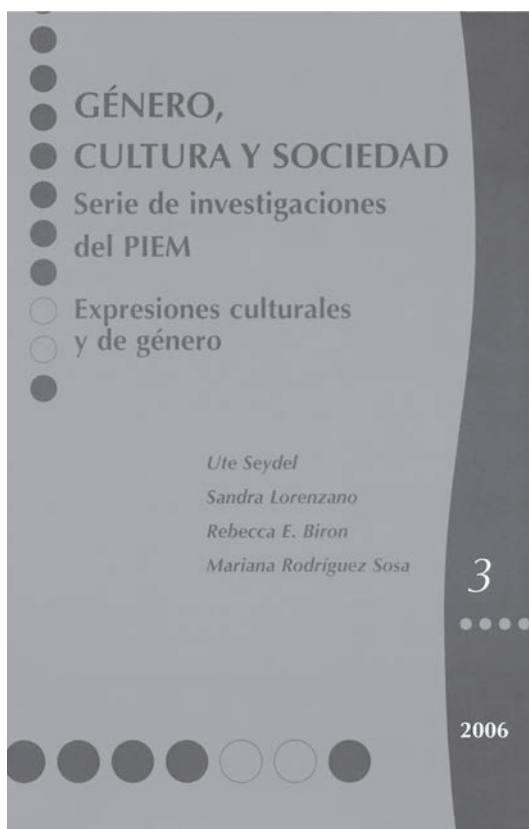 GÉNERO,
CULTURA Y SOCIEDAD
Serie de investigaciones
del PIEM
Expresiones culturales
y de género
Ute Seydel
Sandra Lorenzano
Rebecca E. Biron
Mariana Rodríguez Sosa
3
2006